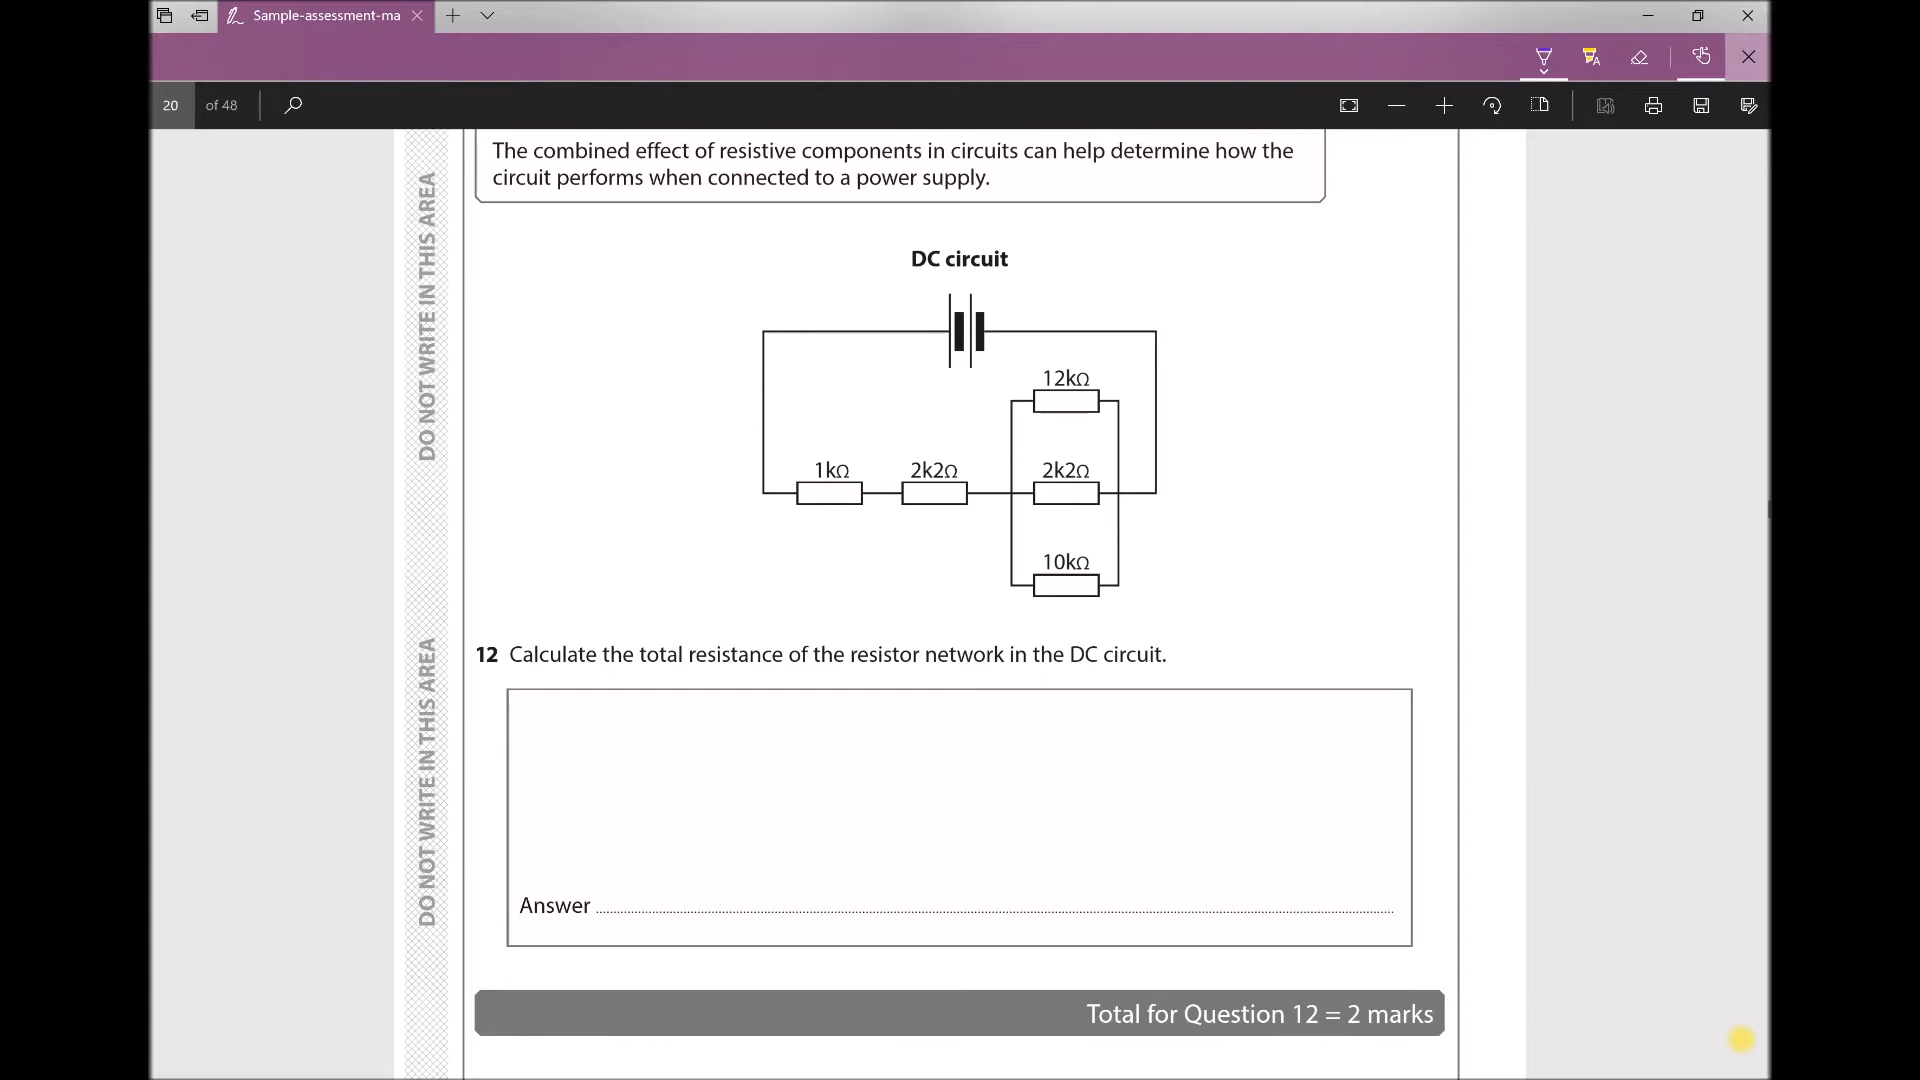 Sample-assessment-ma
20 of 48
The combined effect of resistive components in circuits can help determine how the
circuit performs when connected to a power supply.
DO NOT WRITE IN THIS AREA
DC circuit
12kΩ
1kΩ 2k2Ω 2k2Ω
10kΩ
DO NOT WRITE IN THIS AREA
12 Calculate the total resistance of the resistor network in the DC circuit.
Answer
Total for Question 12 = 2 marks